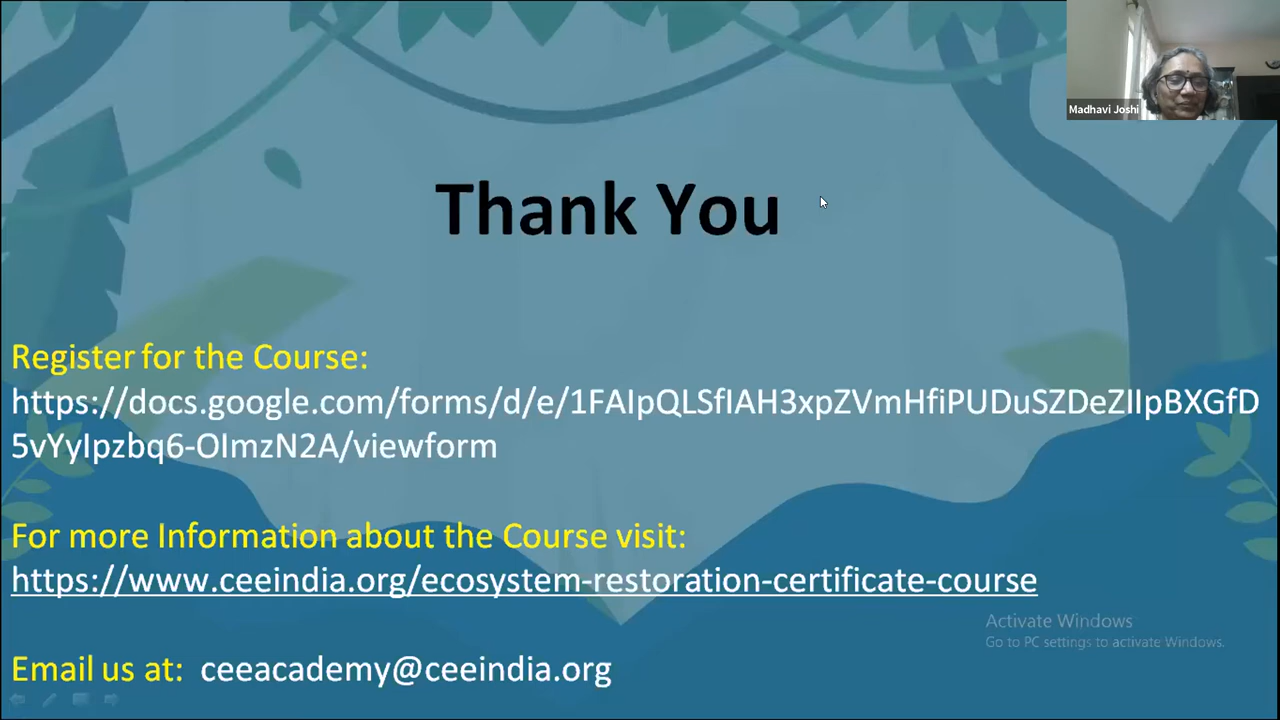 Madhavi Joshi
Thank You
Register for the Course:
https://docs.google.com/forms/d/e/1FAIpQLSfIAH3xpZVmHfiPUDuSZDeZIIpBXGfD
5vYyIpzbq6-OImzN2A/viewform
For more Information about the Course visit:
https://www.ceeindia.org/ecosystem-restoration-certificate-course
Activate Windows
Go to PC settings to activate Windows.
Email us at: ceeacademy@ceeindia.org